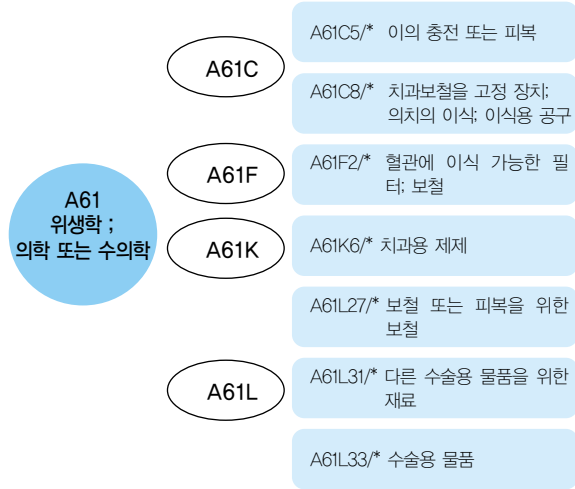 A61
위생학 ;
의학 또는 수의학
A61C
A61C5/* 이의 충전 또는 피복
A61C8/* 치과보철을 고정 장치;
의치의 이식; 이식용 공구
A61F
A61F2/* 혈관에 이식 가능한 필
터; 보철
A61K
A61K6/* 치과용 제제
A61L
A61L27/* 보철 또는 피복을 위한
보철
A61L31/* 다른 수술용 물품을 위한
재료
A61L33/* 수술용 물품